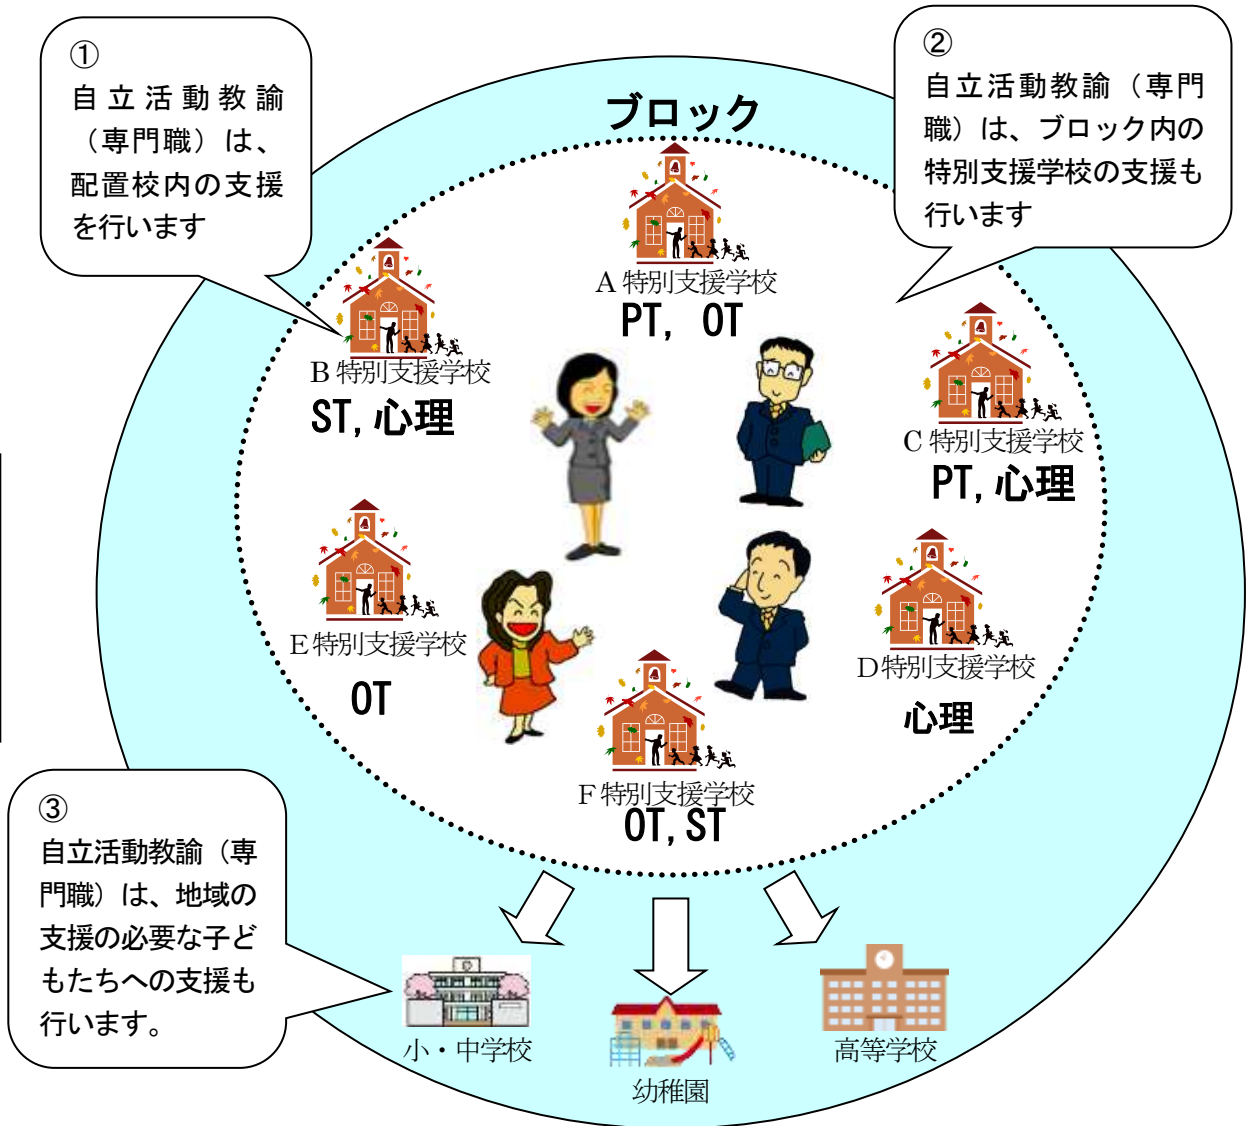 ①
自立活動教諭
（専門職）は、
配置校内の支援
を行います
②
自立活動教諭（専門
職）は、ブロック内の
特別支援学校の支援も
行います
ブロック
A 特別支援学校
PT, OT
B 特別支援学校
ST, 心理
C 特別支援学校
PT, 心理
E 特別支援学校
OT
D 特別支援学校
心理
F 特別支援学校
OT, ST
③
自立活動教諭（専
門職）は、地域の
支援の必要な子ど
もたちへの支援も
行います。
小・中学校
幼稚園
高等学校